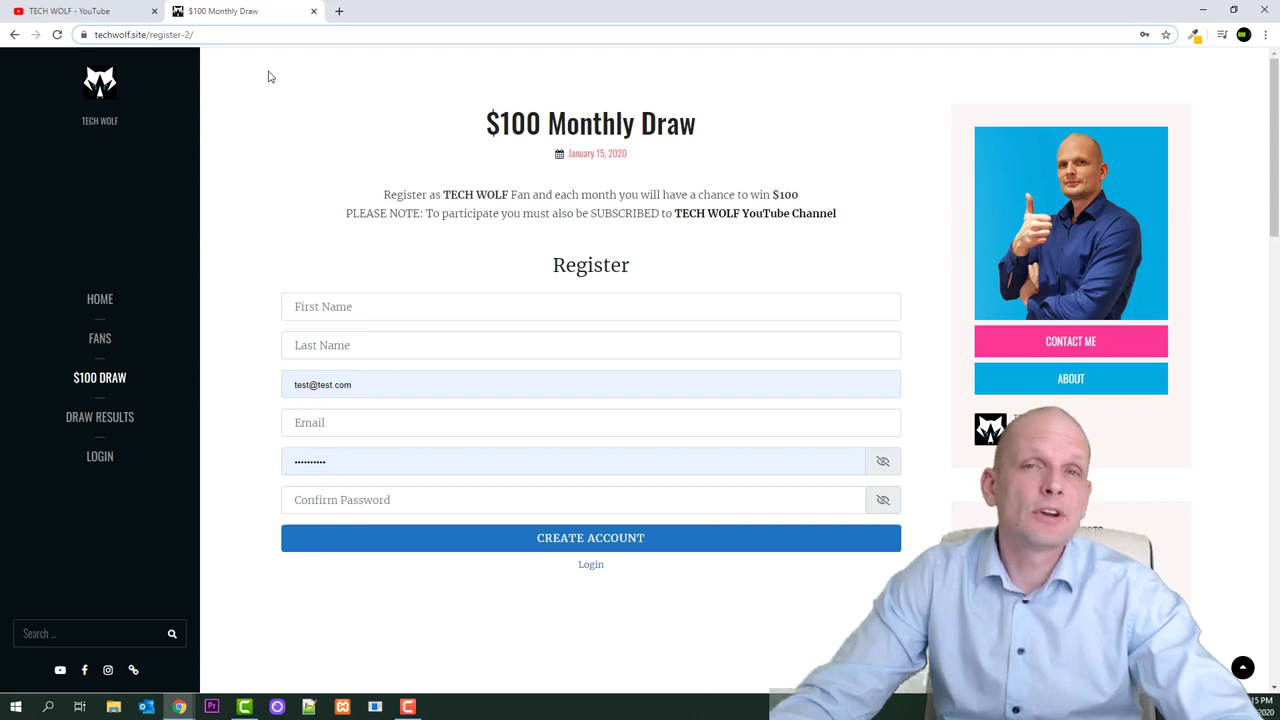 TECH WOLF - YouTube
$100 Monthly Draw
techwolf.site/register-2/
TECH WOLF
HOME
FANS
$100 DRAW
DRAW RESULTS
LOGIN
Search ...
$100 Monthly Draw
January 15, 2020
Register as TECH WOLF Fan and each month you will have a chance to win $100
PLEASE NOTE: To participate you must also be SUBSCRIBED to TECH WOLF YouTube Channel
Register
First Name
Last Name
test@test.com
Email
Confirm Password
CREATE ACCOUNT
Login
CONTACT ME
ABOUT